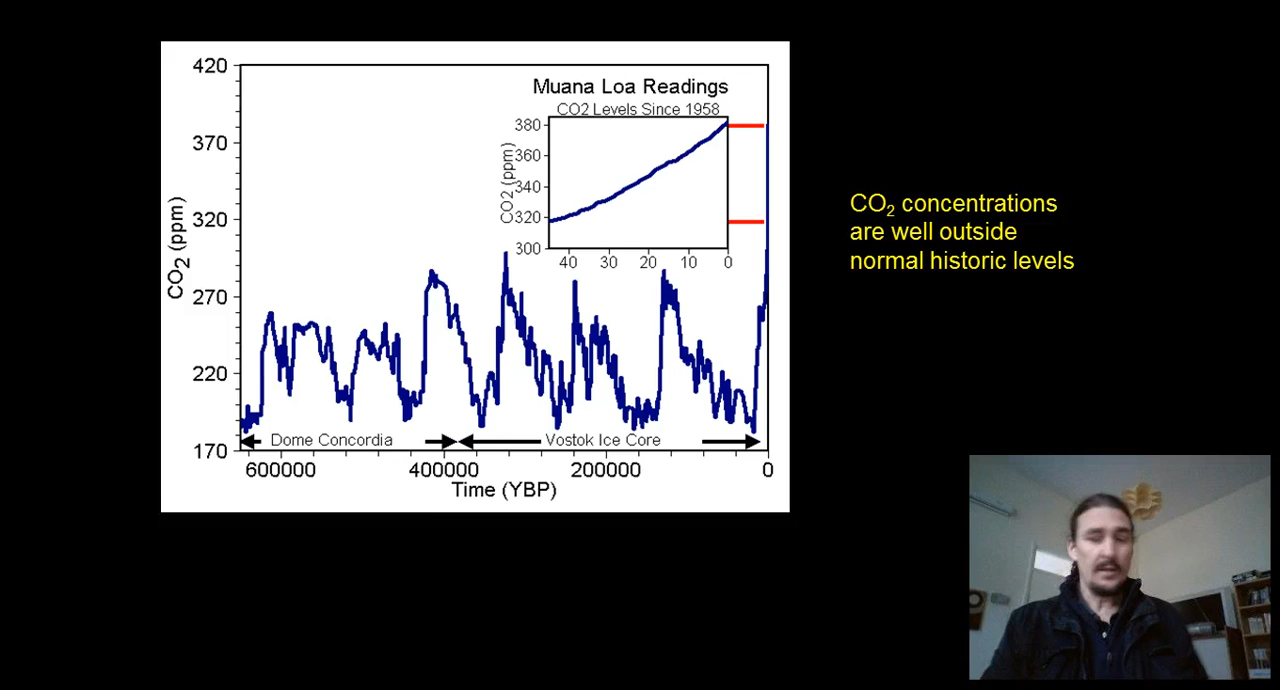 420
370
320
270
220
170
CO2 (ppm)
Muana Loa Readings
CO2 Levels Since 1958
380
360
340
320
300
CO2 (ppm)
40 30 20 10 0
Dome Concordia
Vostok Ice Core
600000 400000 200000 0
Time (YBP)
CO2 concentrations
are well outside
normal historic levels